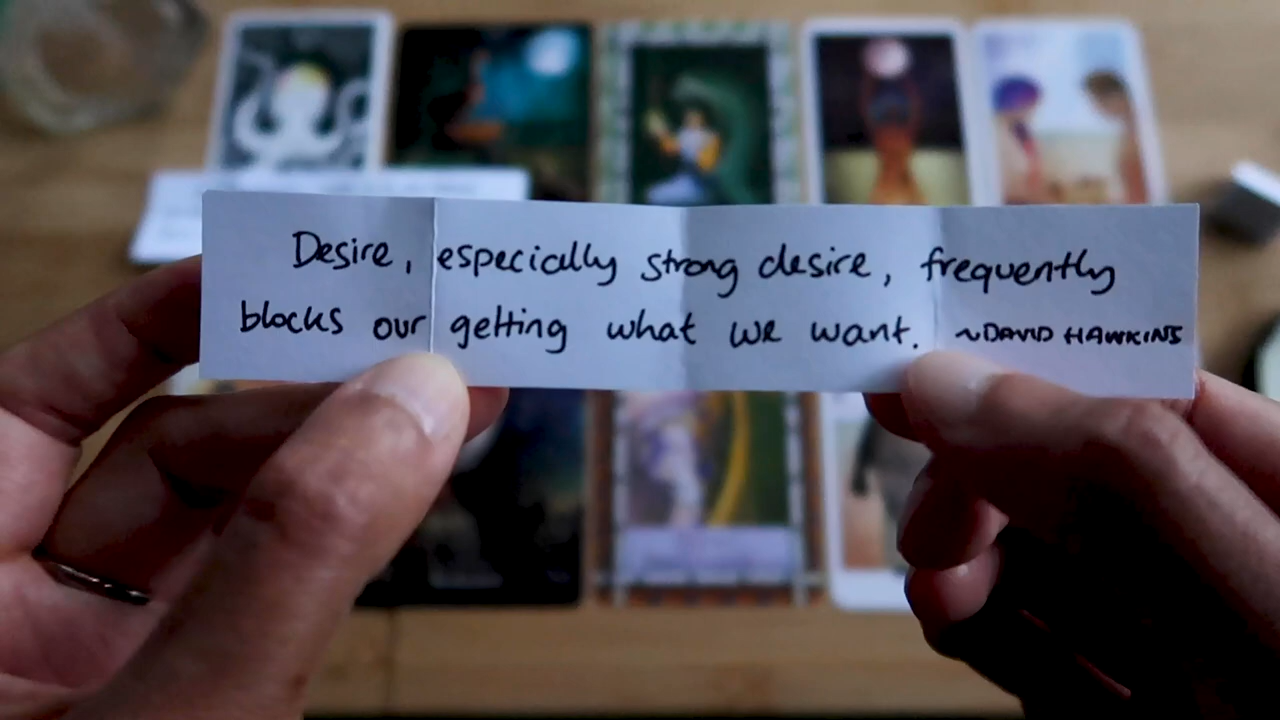 Desire, especially strong desire, frequently
blocks our getting what we want. ~DAVID HAWKINS